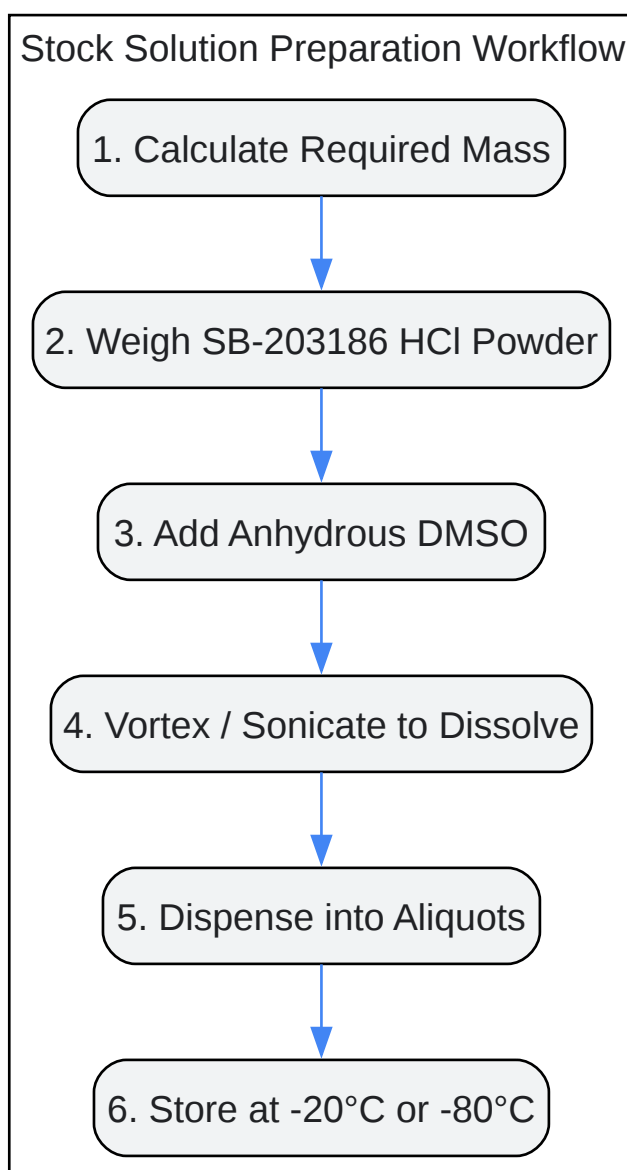 Stock Solution Preparation Workflow
1. Calculate Required Mass
2. Weigh SB-203186 HCl Powder
3. Add Anhydrous DMSO
4. Vortex / Sonicate to Dissolve
5. Dispense into Aliquots
6. Store at -20°C or -80°C